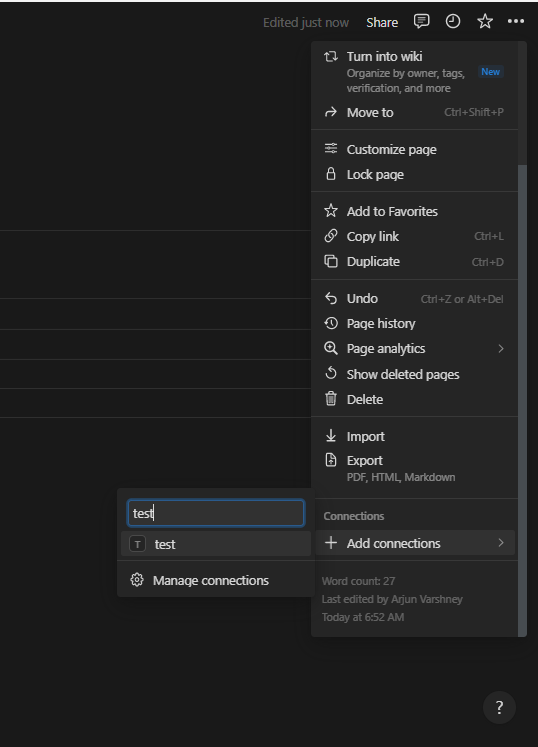 Edited just now Share
Turn into wiki
Organize by owner, tags, New
verification, and more
Move to Ctrl+Shift+P
Customize page
Lock page
Add to Favorites
Copy link Ctrl+L
Duplicate Ctrl+D
Undo Ctrl+Z or Alt+Del
Page history
Page analytics
Show deleted pages
Delete
Import
Export
PDF, HTML, Markdown
Connections
Add connections
test
T test
Manage connections
Word count: 27
Last edited by Arjun Varshney
Today at 6:52 AM
?